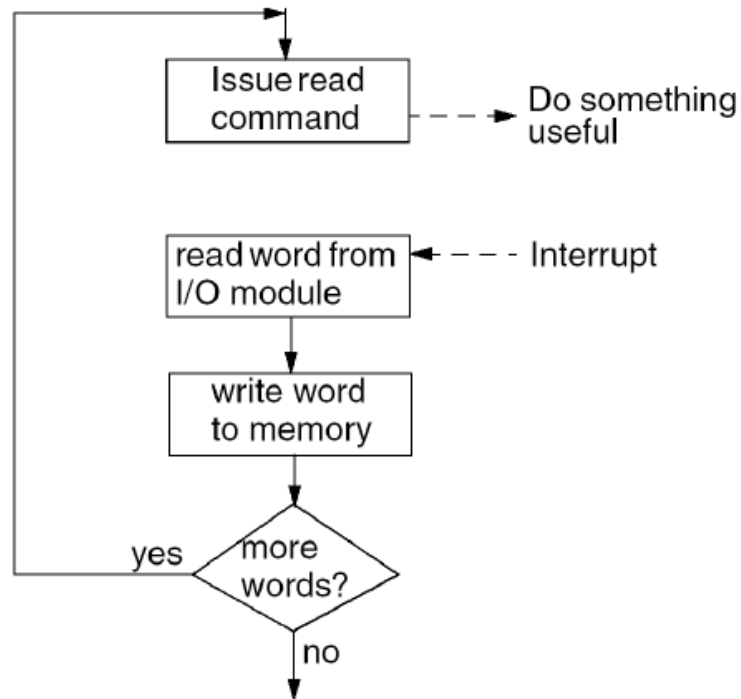 Issue read
command
Do something
useful
read word from
I/O module
Interrupt
write word
to memory
yes
more
words?
no